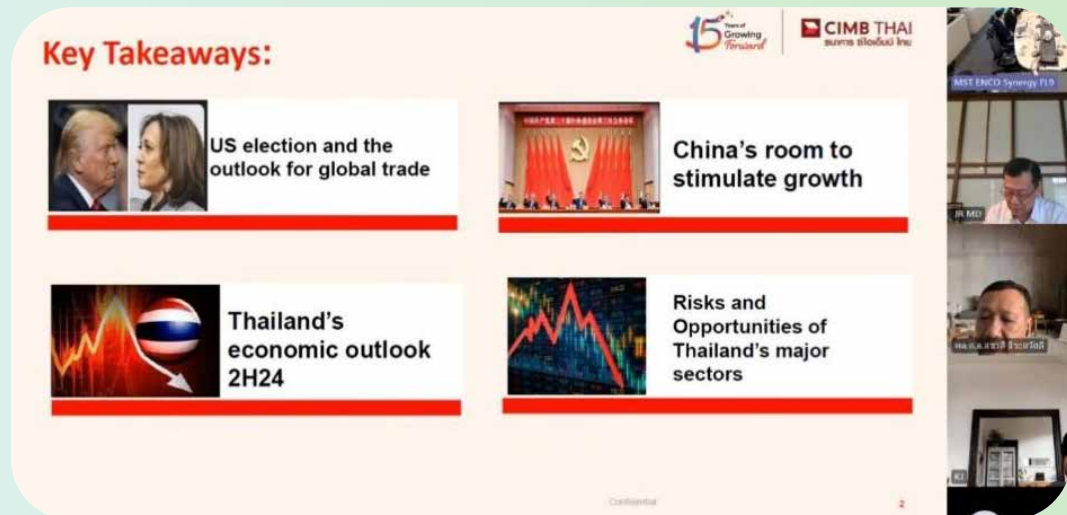 Key Takeaways:
15 Years of
Growing
Forward
CIMB THAI
ธนาคาร ซีไอเอ็มบี ไทย
US election and the
outlook for global trade
China's room to
stimulate growth
Thailand's
economic outlook
2H24
Risks and
Opportunities of
Thailand's major
sectors
Confidential
2
MST ENCO Synergy FL9
JR MD
KJ